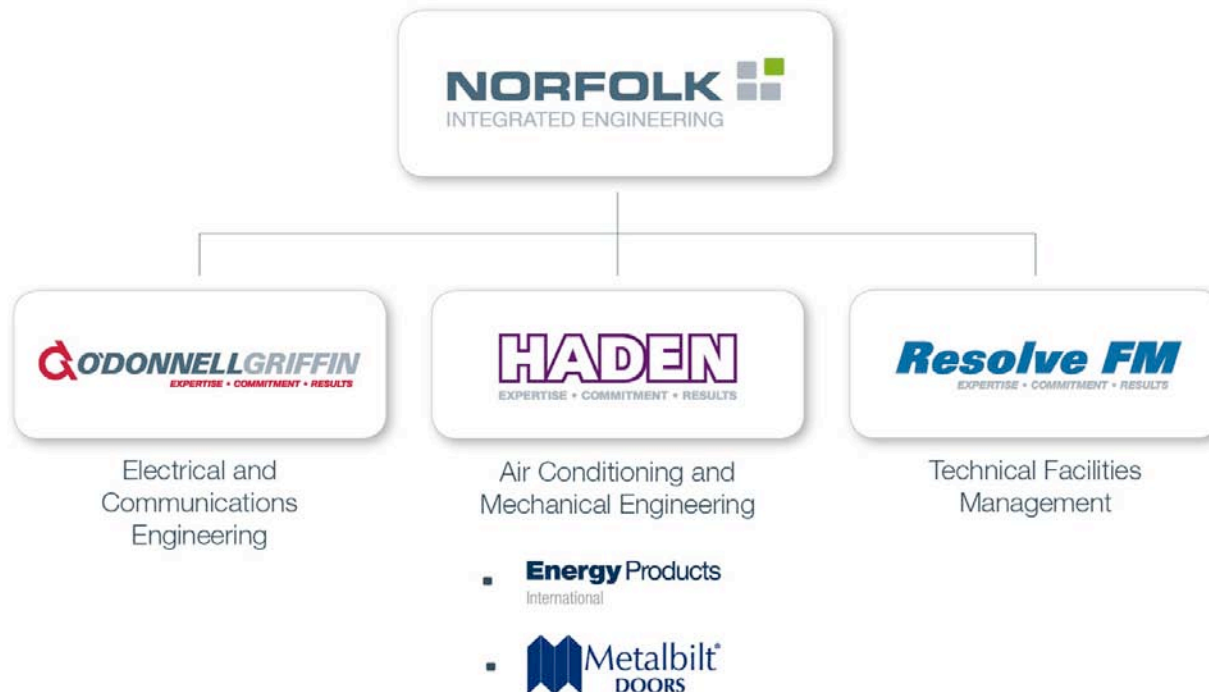 NORFOLK
INTEGRATED ENGINEERING
O'DONNELLGRIFFIN
EXPERTISE • COMMITMENT • RESULTS
HADEN
EXPERTISE • COMMITMENT • RESULTS
Resolve FM
EXPERTISE • COMMITMENT • RESULTS
Electrical and
Communications
Engineering
Air Conditioning and
Mechanical Engineering
Technical Facilities
Management
Energy Products
International
Metalbilt®
DOORS